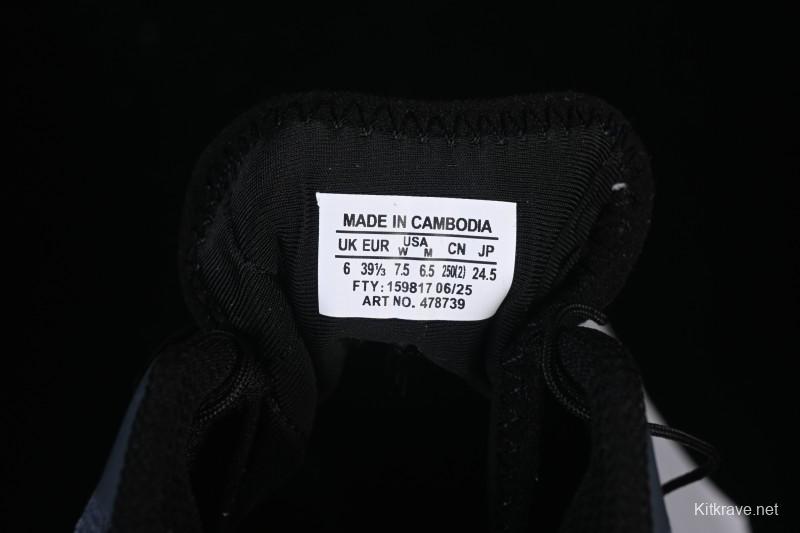 MADE IN CAMBODIA
UK EUR USA W M CN JP
6 39⅓ 7.5 6.5 250(2) 24.5
FTY: 159817 06/25
ART NO. 478739
Kitkrave.net